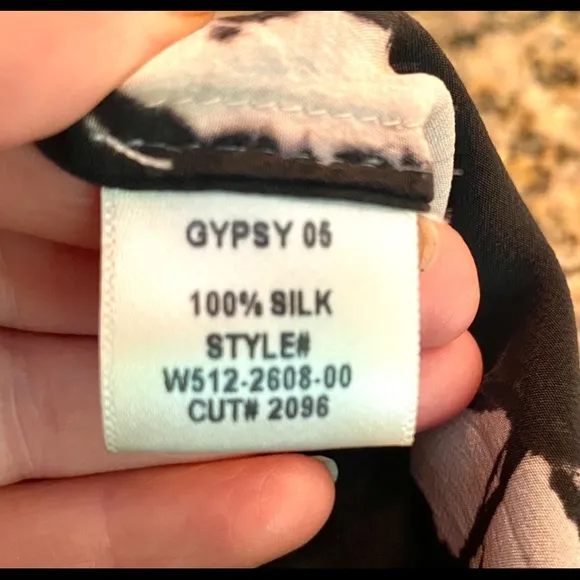 GYPSY 05
100% SILK
STYLE#
W512-2608-00
CUT# 2096